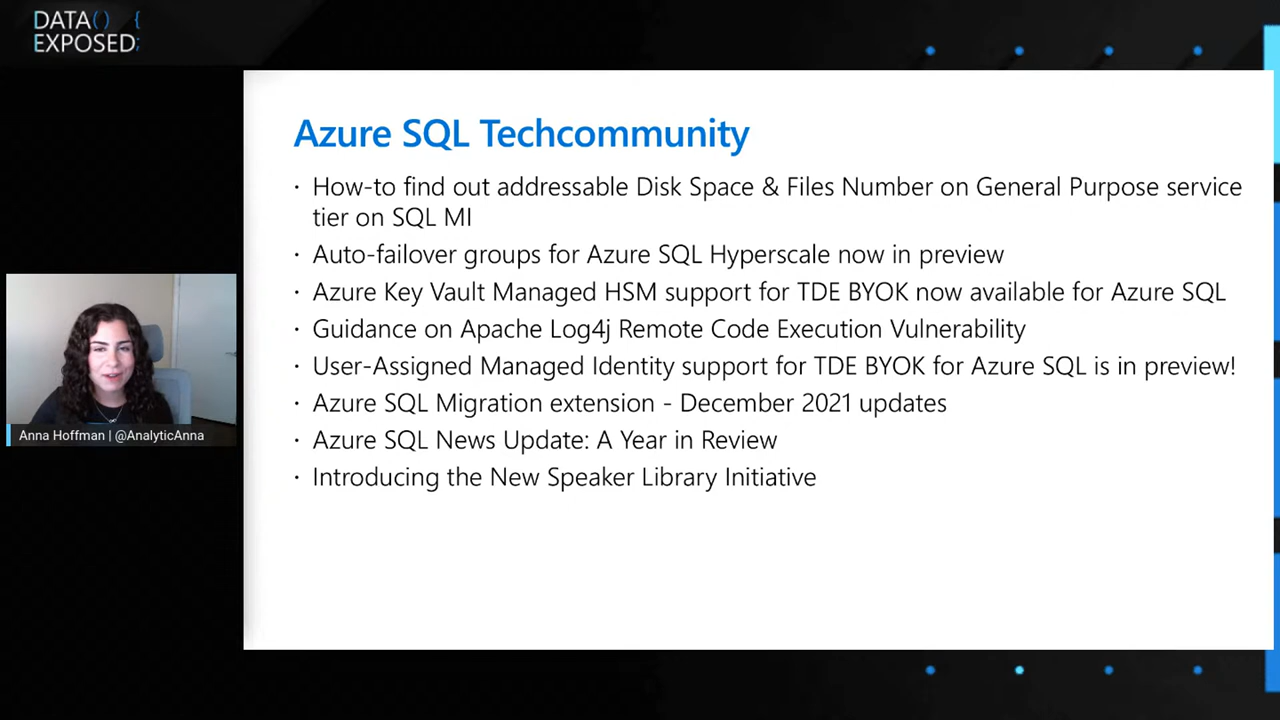 DATA() {
EXPOSED;
Azure SQL Techcommunity
· How-to find out addressable Disk Space & Files Number on General Purpose service
tier on SQL MI
· Auto-failover groups for Azure SQL Hyperscale now in preview
· Azure Key Vault Managed HSM support for TDE BYOK now available for Azure SQL
· Guidance on Apache Log4j Remote Code Execution Vulnerability
· User-Assigned Managed Identity support for TDE BYOK for Azure SQL is in preview!
· Azure SQL Migration extension - December 2021 updates
· Azure SQL News Update: A Year in Review
· Introducing the New Speaker Library Initiative
Anna Hoffman | @AnalyticAnna